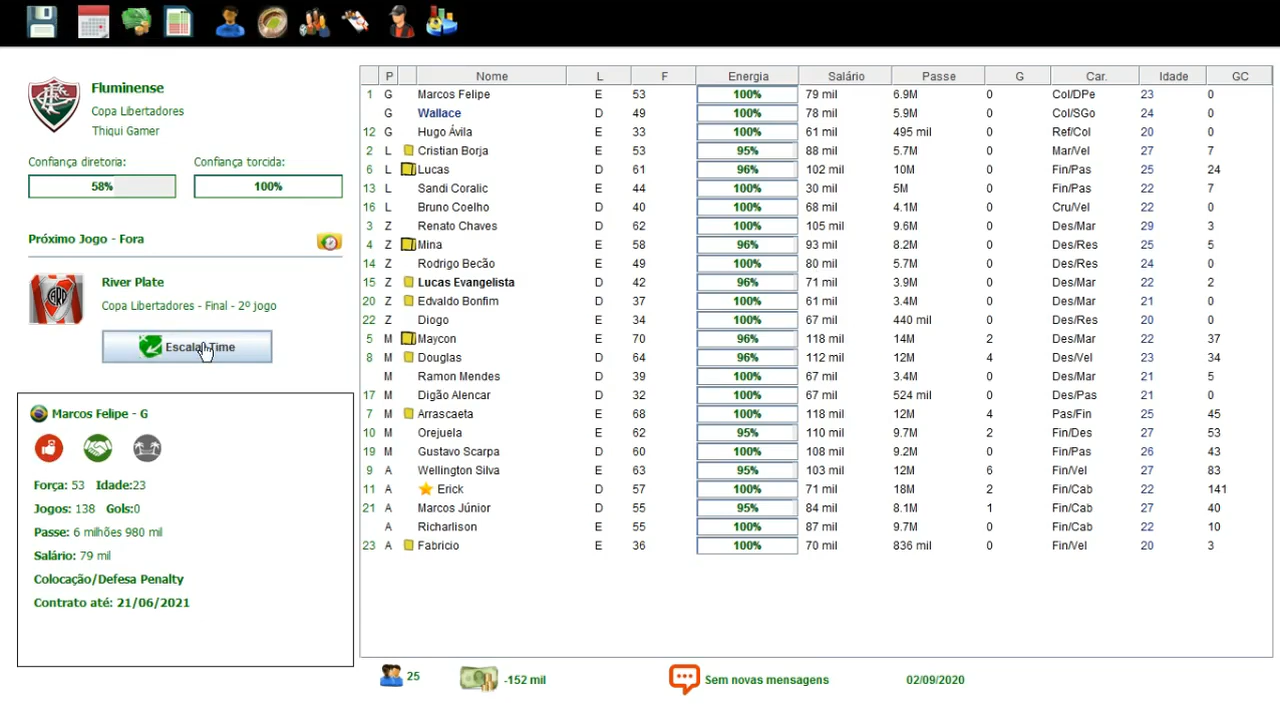 Fluminense
Copa Libertadores
Thiqui Gamer
Confiança diretoria: Confiança torcida:
58% 100%
Próximo Jogo - Fora
River Plate
Copa Libertadores - Final - 2º jogo
Escalar Time
Marcos Felipe - G
Força: 53 Idade:23
Jogos: 138 Gols:0
Passe: 6 milhões 980 mil
Salário: 79 mil
Colocação/Defesa Penalty
Contrato até: 21/06/2021
P Nome L F Energia Salário Passe G Car. Idade GC
1 G Marcos Felipe E 53 100% 79 mil 6.9M 0 Col/DPe 23 0
G Wallace D 49 100% 78 mil 5.9M 0 Col/SGo 24 0
12 G Hugo Ávila E 33 100% 61 mil 495 mil 0 Ref/Col 20 0
2 L Cristian Borja E 53 95% 88 mil 5.7M 0 Mar/Vel 27 7
6 L Lucas D 61 96% 102 mil 10M 0 Fin/Pas 25 24
13 L Sandi Coralic E 44 100% 30 mil 5M 0 Fin/Pas 22 7
16 L Bruno Coelho D 40 100% 68 mil 4.1M 0 Cru/Vel 22 0
3 Z Renato Chaves D 62 100% 105 mil 9.6M 0 Des/Mar 29 3
4 Z Mina E 58 96% 93 mil 8.2M 0 Des/Res 25 5
14 Z Rodrigo Becão E 49 100% 80 mil 5.7M 0 Des/Res 24 0
15 Z Lucas Evangelista D 42 96% 71 mil 3.9M 0 Des/Mar 22 2
20 Z Edvaldo Bonfim D 37 100% 61 mil 3.4M 0 Des/Mar 21 0
22 Z Diogo E 34 100% 67 mil 440 mil 0 Des/Res 20 0
5 M Maycon E 70 96% 118 mil 14M 2 Des/Mar 22 37
8 M Douglas D 64 96% 112 mil 12M 4 Des/Vel 23 34
M Ramon Mendes D 39 100% 67 mil 3.4M 0 Des/Mar 21 5
17 M Digão Alencar D 32 100% 67 mil 524 mil 0 Des/Pas 21 0
7 M Arrascaeta E 68 100% 118 mil 12M 4 Pas/Fin 25 45
10 M Orejuela E 62 95% 110 mil 9.7M 2 Fin/Des 27 53
19 M Gustavo Scarpa D 60 100% 108 mil 9.2M 0 Fin/Pas 26 43
9 A Wellington Silva E 63 95% 103 mil 12M 6 Fin/Vel 27 83
11 A Erick D 57 100% 71 mil 18M 2 Fin/Cab 22 141
21 A Marcos Júnior D 55 95% 84 mil 8.1M 1 Fin/Cab 27 40
A Richarlison E 55 100% 87 mil 9.7M 0 Fin/Cab 22 10
23 A Fabricio E 36 100% 70 mil 836 mil 0 Fin/Vel 20 3
25 -152 mil Sem novas mensagens 02/09/2020